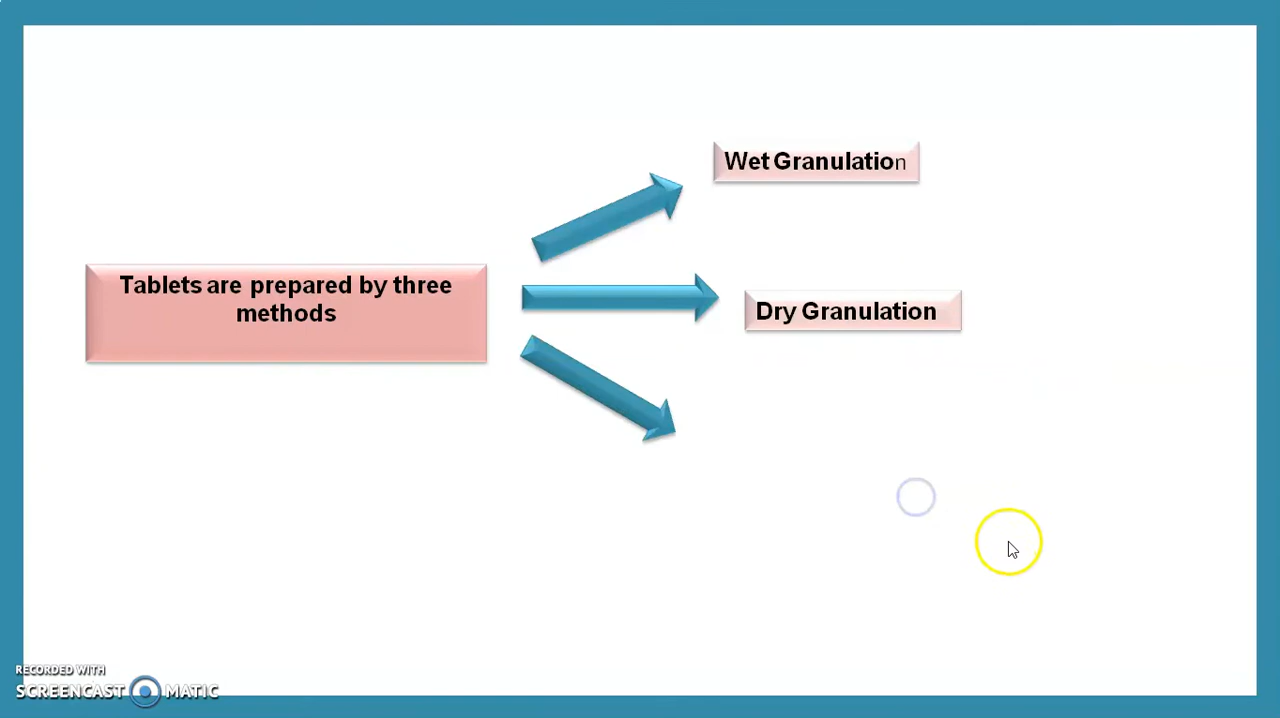 Wet Granulation
Tablets are prepared by three
methods
Dry Granulation
RECORDED WITH
SCREENCAST MATIC